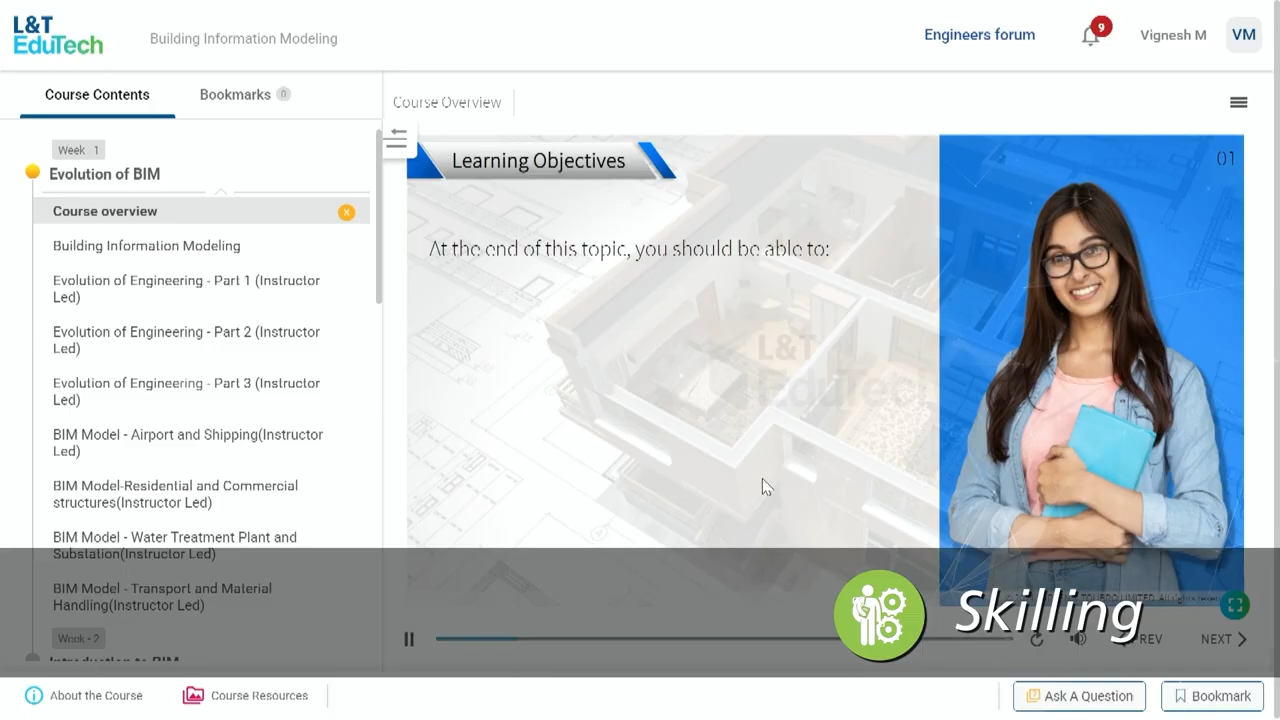 L&T
EduTech
Building Information Modeling
Engineers forum
9
Vignesh M
VM
Course Contents
Bookmarks 0
Course Overview
Week 1
Evolution of BIM
Course overview
Building Information Modeling
Evolution of Engineering - Part 1 (Instructor
Led)
Evolution of Engineering - Part 2 (Instructor
Led)
Evolution of Engineering - Part 3 (Instructor
Led)
BIM Model - Airport and Shipping(Instructor
Led)
BIM Model-Residential and Commercial
structures(Instructor Led)
BIM Model - Water Treatment Plant and
Substation(Instructor Led)
BIM Model - Transport and Material
Handling(Instructor Led)
Week - 2
Introduction to BIM
Learning Objectives
01
At the end of this topic, you should be able to:
L&T
EduTech
Skilling
REV
NEXT
About the Course
Course Resources
Ask A Question
Bookmark